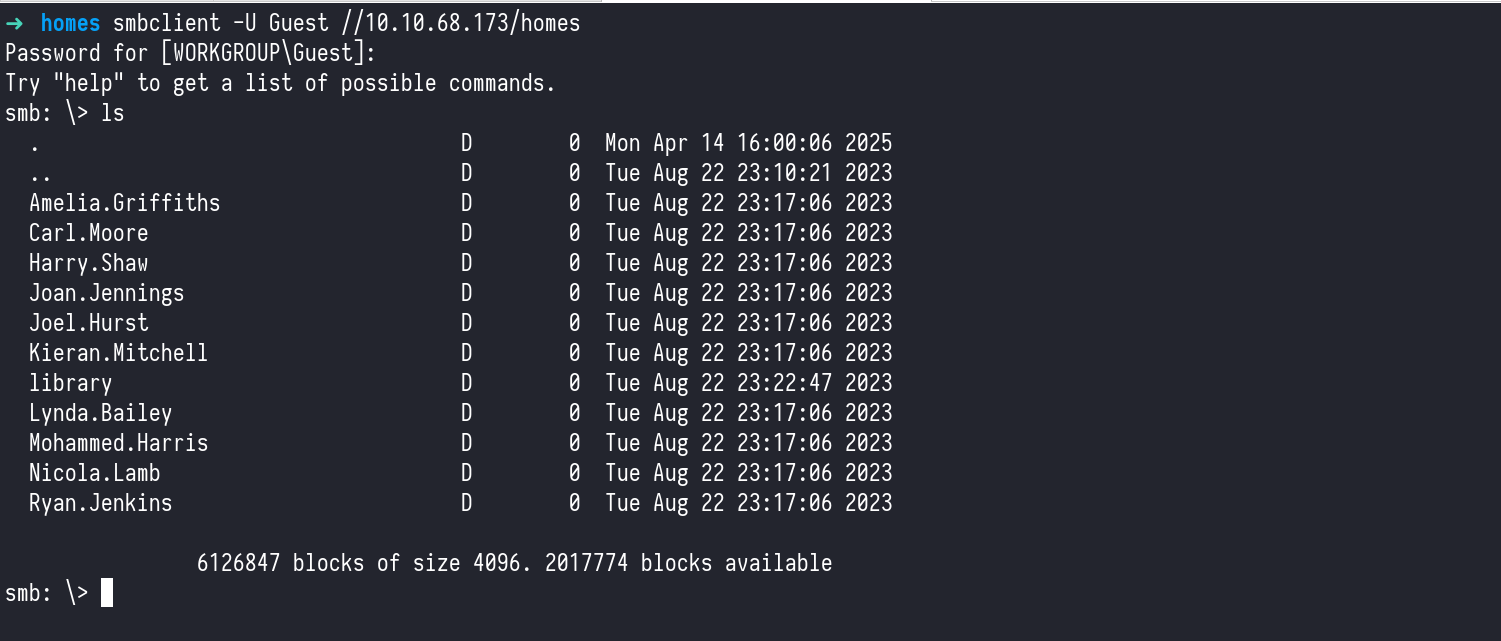 → homes smbclient -U Guest //10.10.68.173/homes
Password for [WORKGROUP\Guest]:
Try "help" to get a list of possible commands.
smb: \> ls
. D 0 Mon Apr 14 16:00:06 2025
.. D 0 Tue Aug 22 23:10:21 2023
Amelia.Griffiths D 0 Tue Aug 22 23:17:06 2023
Carl.Moore D 0 Tue Aug 22 23:17:06 2023
Harry.Shaw D 0 Tue Aug 22 23:17:06 2023
Joan.Jennings D 0 Tue Aug 22 23:17:06 2023
Joel.Hurst D 0 Tue Aug 22 23:17:06 2023
Kieran.Mitchell D 0 Tue Aug 22 23:17:06 2023
library D 0 Tue Aug 22 23:22:47 2023
Lynda.Bailey D 0 Tue Aug 22 23:17:06 2023
Mohammed.Harris D 0 Tue Aug 22 23:17:06 2023
Nicola.Lamb D 0 Tue Aug 22 23:17:06 2023
Ryan.Jenkins D 0 Tue Aug 22 23:17:06 2023
6126847 blocks of size 4096. 2017774 blocks available
smb: \>